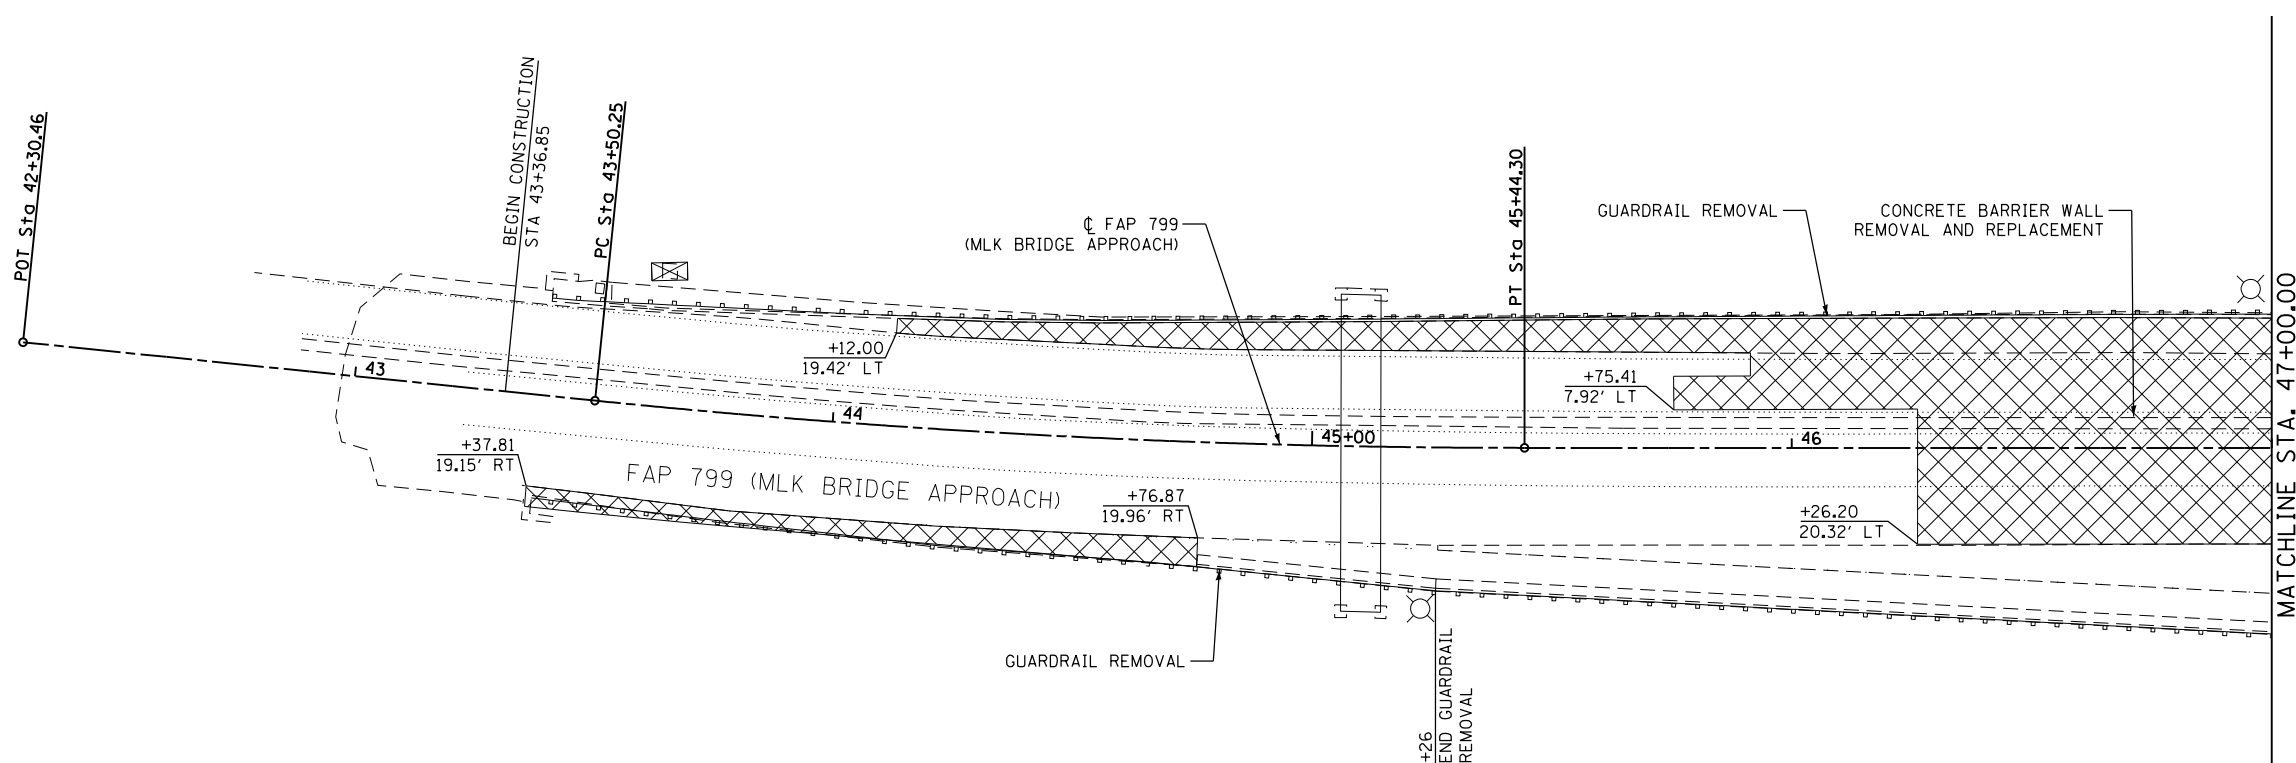 POT Sta 42+30.46
BEGIN CONSTRUCTION
STA 43+36.85
PC Sta 43+50.25
℄ FAP 799
(MLK BRIDGE APPROACH)
PT Sta 45+44.30
GUARDRAIL REMOVAL
CONCRETE BARRIER WALL
REMOVAL AND REPLACEMENT
MATCHLINE STA. 47+00.00
43
44
45+00
46
+12.00
19.42' LT
+75.41
7.92' LT
+37.81
19.15' RT
FAP 799 (MLK BRIDGE APPROACH)
+76.87
19.96' RT
+26.20
20.32' LT
GUARDRAIL REMOVAL
+26
END GUARDRAIL
REMOVAL